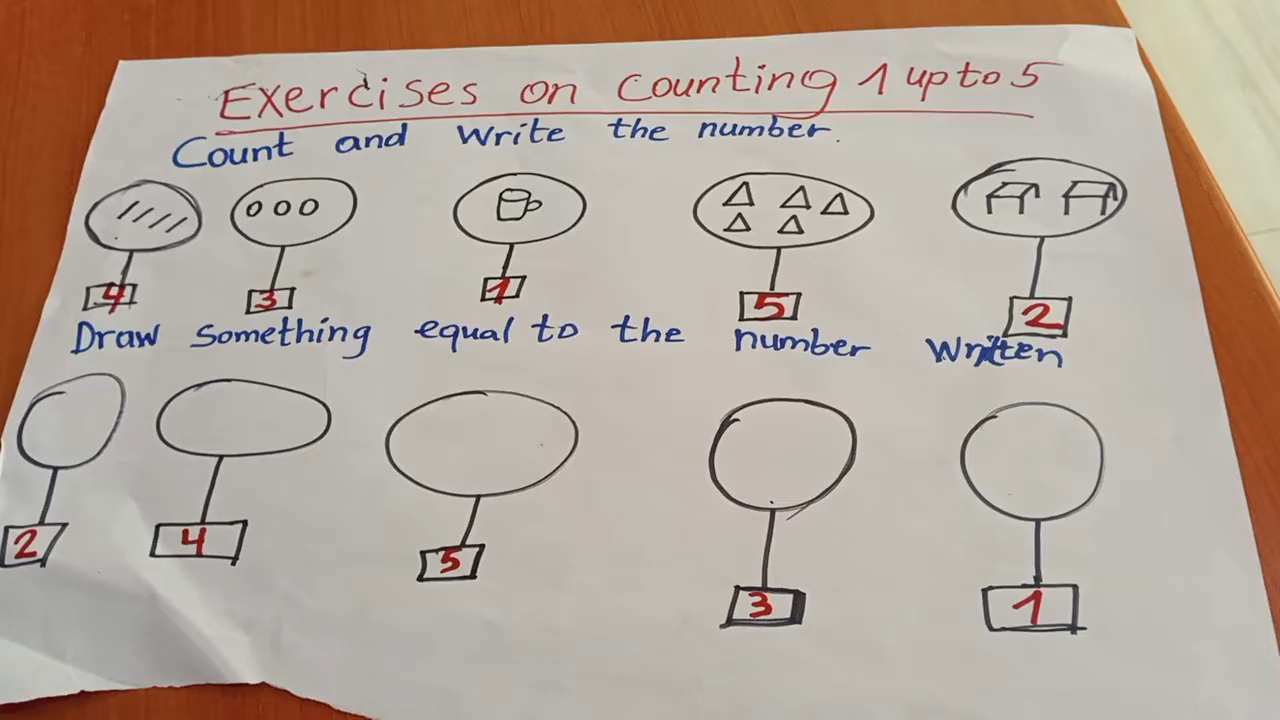 Exercises on counting 1 up to 5
Count and Write the number.
4 3 1 5 2
Draw something equal to the number Written
2 4 5 3 1